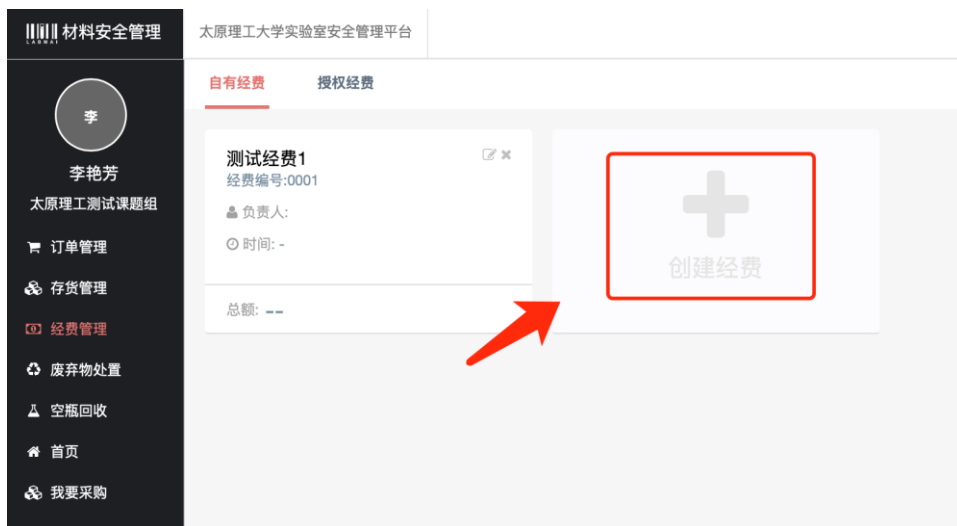 材料安全管理
LABMAI
太原理工大学实验室安全管理平台
李
李艳芳
太原理工测试课题组
订单管理
存货管理
经费管理
废弃物处置
空瓶回收
首页
我要采购
自有经费
授权经费
测试经费1
经费编号:0001
负责人:
时间: -
总额: --
创建经费